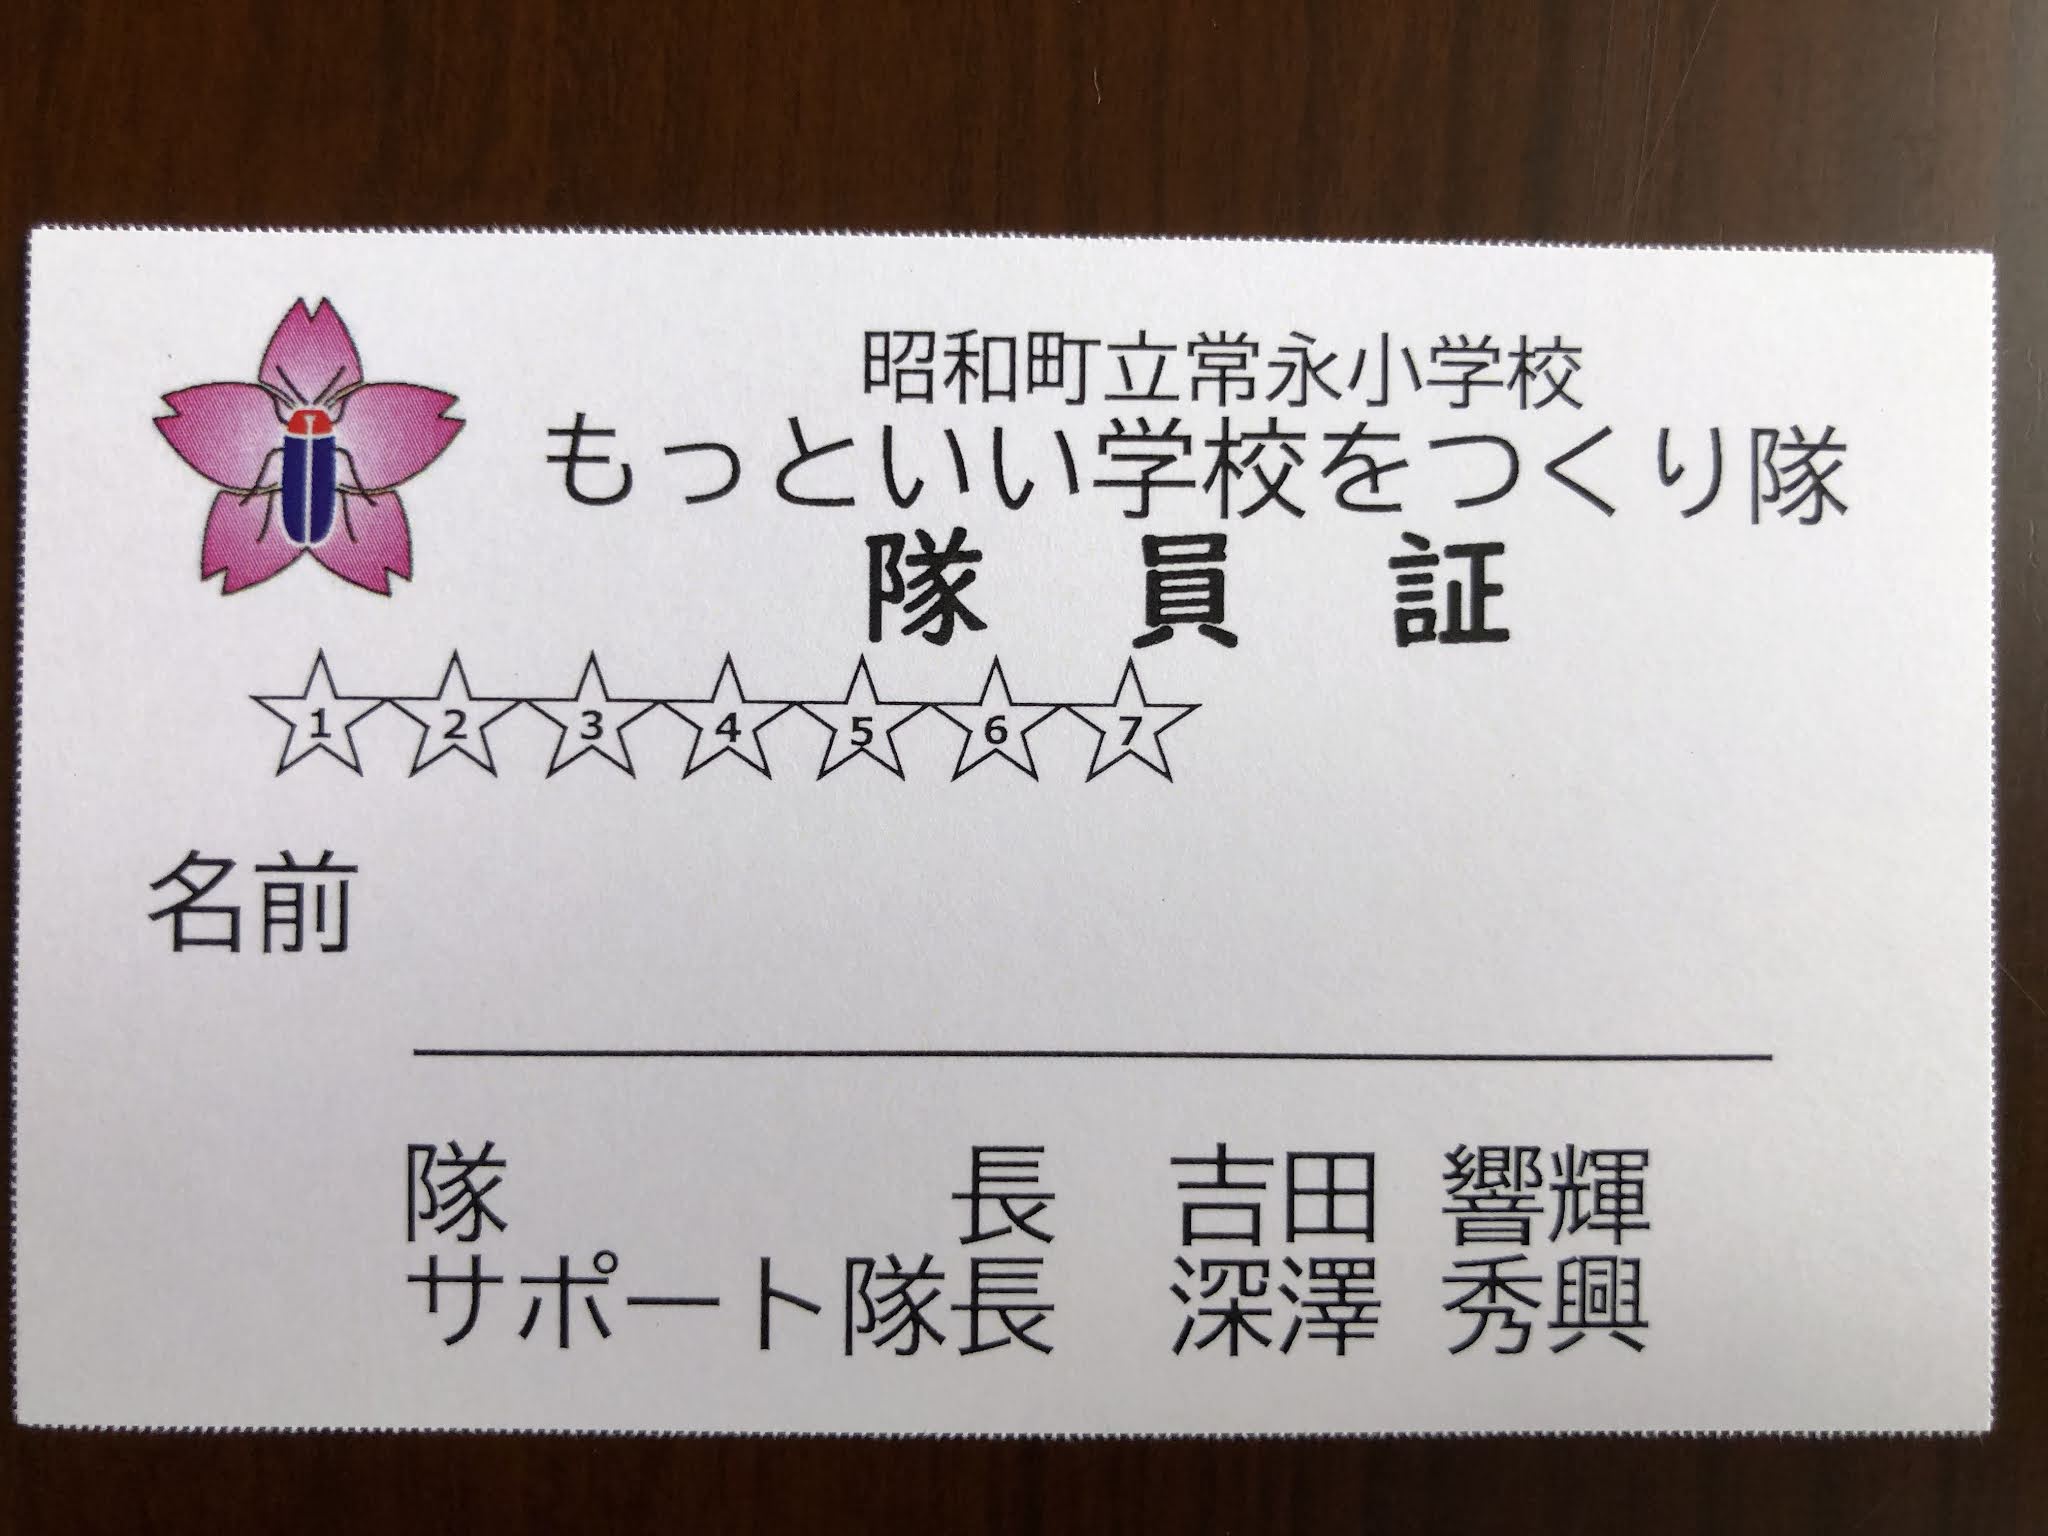 昭和町立常永小学校
もっといい学校をつくり隊
隊 員 証
1 2 3 4 5 6 7
名前
隊 長 吉田 響輝
サポート隊長 深澤 秀興